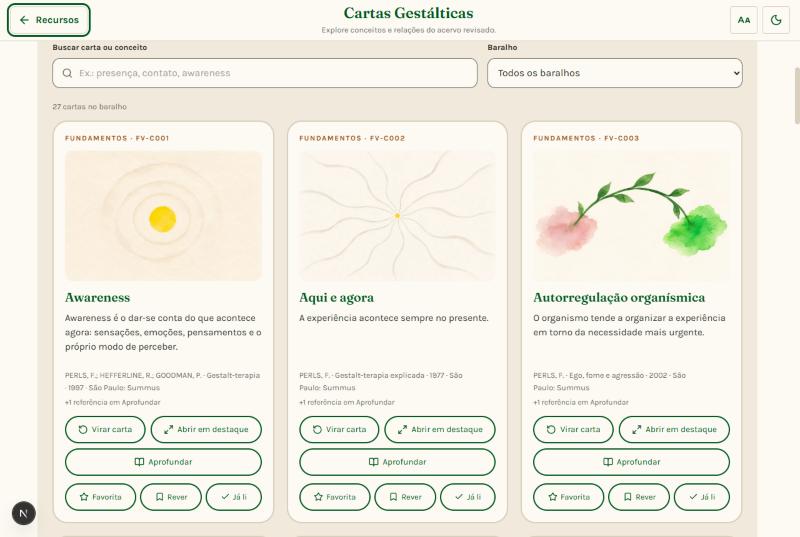 Recursos
Cartas Gestálticas
Explore conceitos e relações do acervo revisado.
AA
Buscar carta ou conceito
Baralho
Ex.: presença, contato, awareness
Todos os baralhos
27 cartas no baralho
FUNDAMENTOS · FV-C001
Awareness
Awareness é o dar-se conta do que acontece
agora: sensações, emoções, pensamentos e o
próprio modo de perceber.
PERLS, F.; HEFFERLINE, R.; GOODMAN, P. · Gestalt-terapia
· 1997 · São Paulo: Summus
+1 referência em Aprofundar
Virar carta
Abrir em destaque
Aprofundar
Favorita
Rever
Já li
FUNDAMENTOS · FV-C002
Aqui e agora
A experiência acontece sempre no presente.
PERLS, F. · Gestalt-terapia explicada · 1977 · São
Paulo: Summus
+1 referência em Aprofundar
Virar carta
Abrir em destaque
Aprofundar
Favorita
Rever
Já li
FUNDAMENTOS · FV-C003
Autorregulação organísmica
O organismo tende a organizar a experiência
em torno da necessidade mais urgente.
PERLS, F. · Ego, fome e agressão · 2002 · São
Paulo: Summus
+1 referência em Aprofundar
Virar carta
Abrir em destaque
Aprofundar
Favorita
Rever
Já li
N